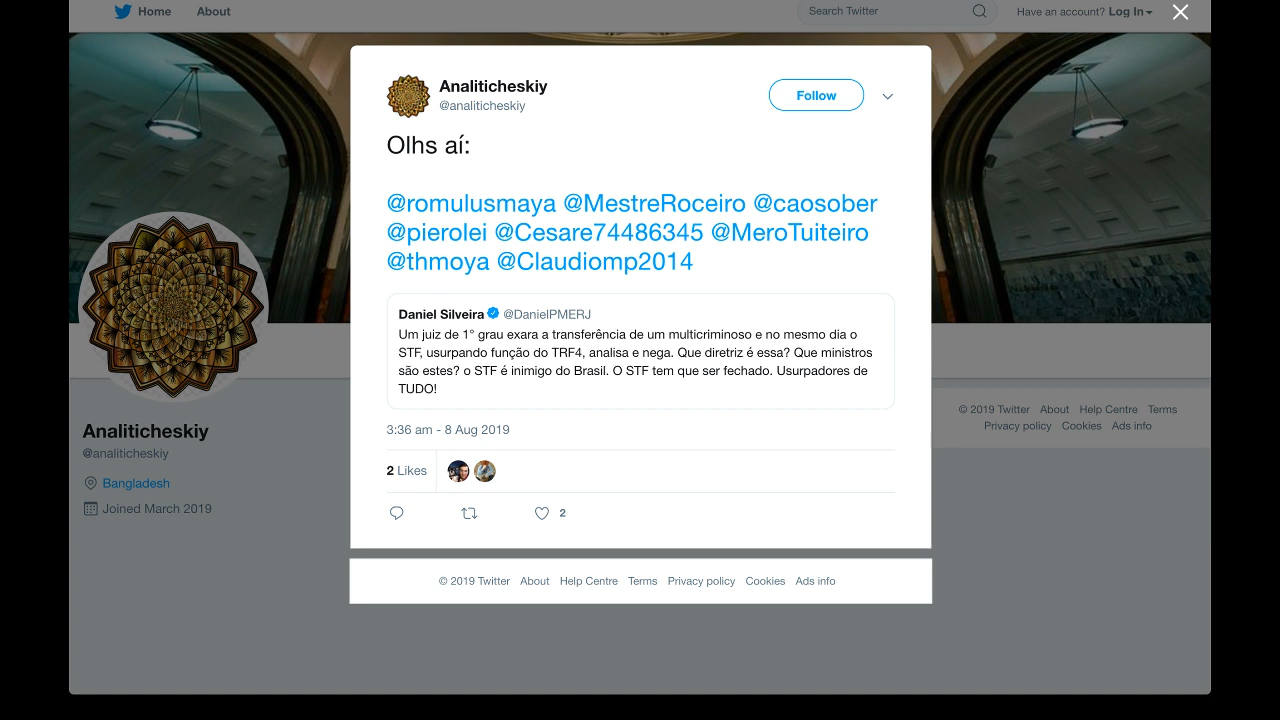 Home About Search Twitter Have an account? Log In
Analiticheskiy
@analiticheskiy
Follow
Olhs aí:
@romulusmaya @MestreRoceiro @caosober
@pierolei @Cesare74486345 @MeroTuiteiro
@thmoya @Claudiomp2014
Daniel Silveira @DanielPMERJ
Um juiz de 1° grau exara a transferência de um multicriminoso e no mesmo dia o
STF, usurpando função do TRF4, analisa e nega. Que diretriz é essa? Que ministros
são estes? o STF é inimigo do Brasil. O STF tem que ser fechado. Usurpadores de
TUDO!
3:36 am - 8 Aug 2019
2 Likes
2
© 2019 Twitter About Help Centre Terms Privacy policy Cookies Ads info
Analiticheskiy
@analiticheskiy
Bangladesh
Joined March 2019
© 2019 Twitter About Help Centre Terms
Privacy policy Cookies Ads info